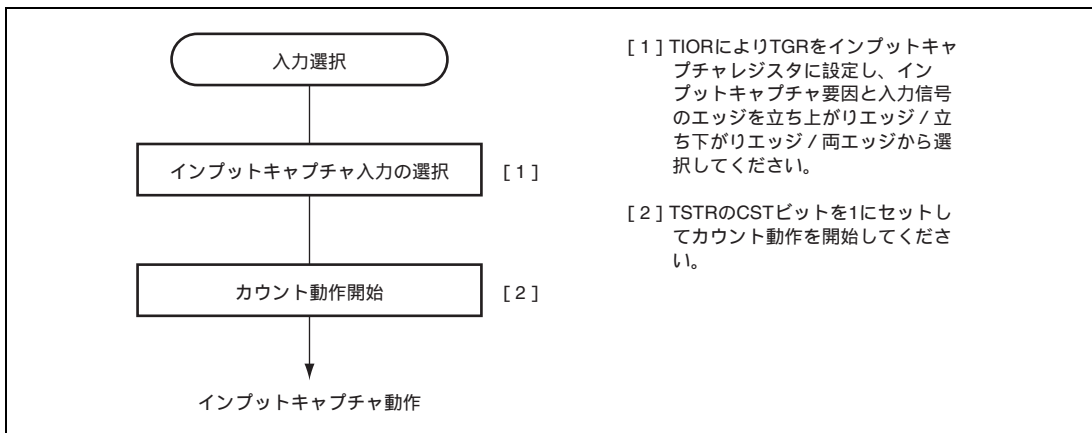 入力選択
インプットキャプチャ入力の選択 [1]
カウント動作開始 [2]
インプットキャプチャ動作
[1] TIORによりTGRをインプットキャ
プチャレジスタに設定し、イン
プットキャプチャ要因と入力信号
のエッジを立ち上がりエッジ / 立
ち下がりエッジ / 両エッジから選
択してください。
[2] TSTRのCSTビットを1にセットし
てカウント動作を開始してくださ
い。